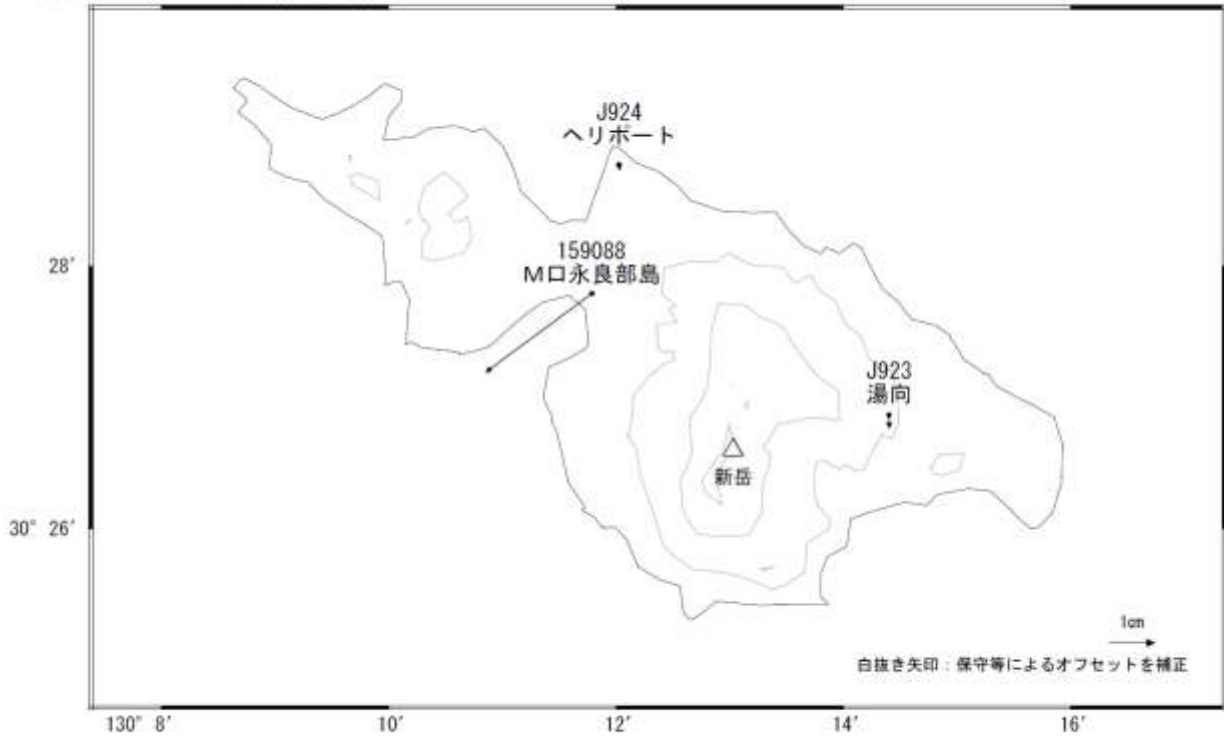 J924
ヘリポート
159088
M口永良部島
28′
J923
湯向
新岳
30° 26′
1cm
白抜き矢印：保守等によるオフセットを補正
130° 8′
10′
12′
14′
16′